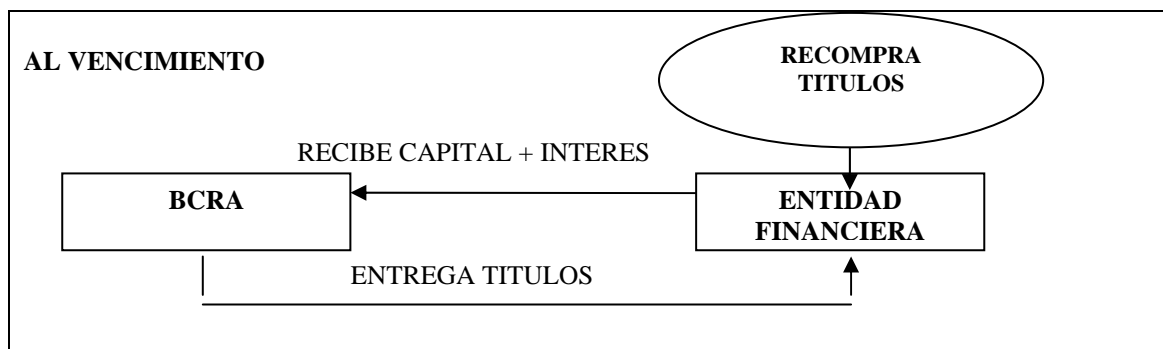 AL VENCIMIENTO
RECOMPRA
TITULOS
RECIBE CAPITAL + INTERES
BCRA
ENTIDAD
FINANCIERA
ENTREGA TITULOS